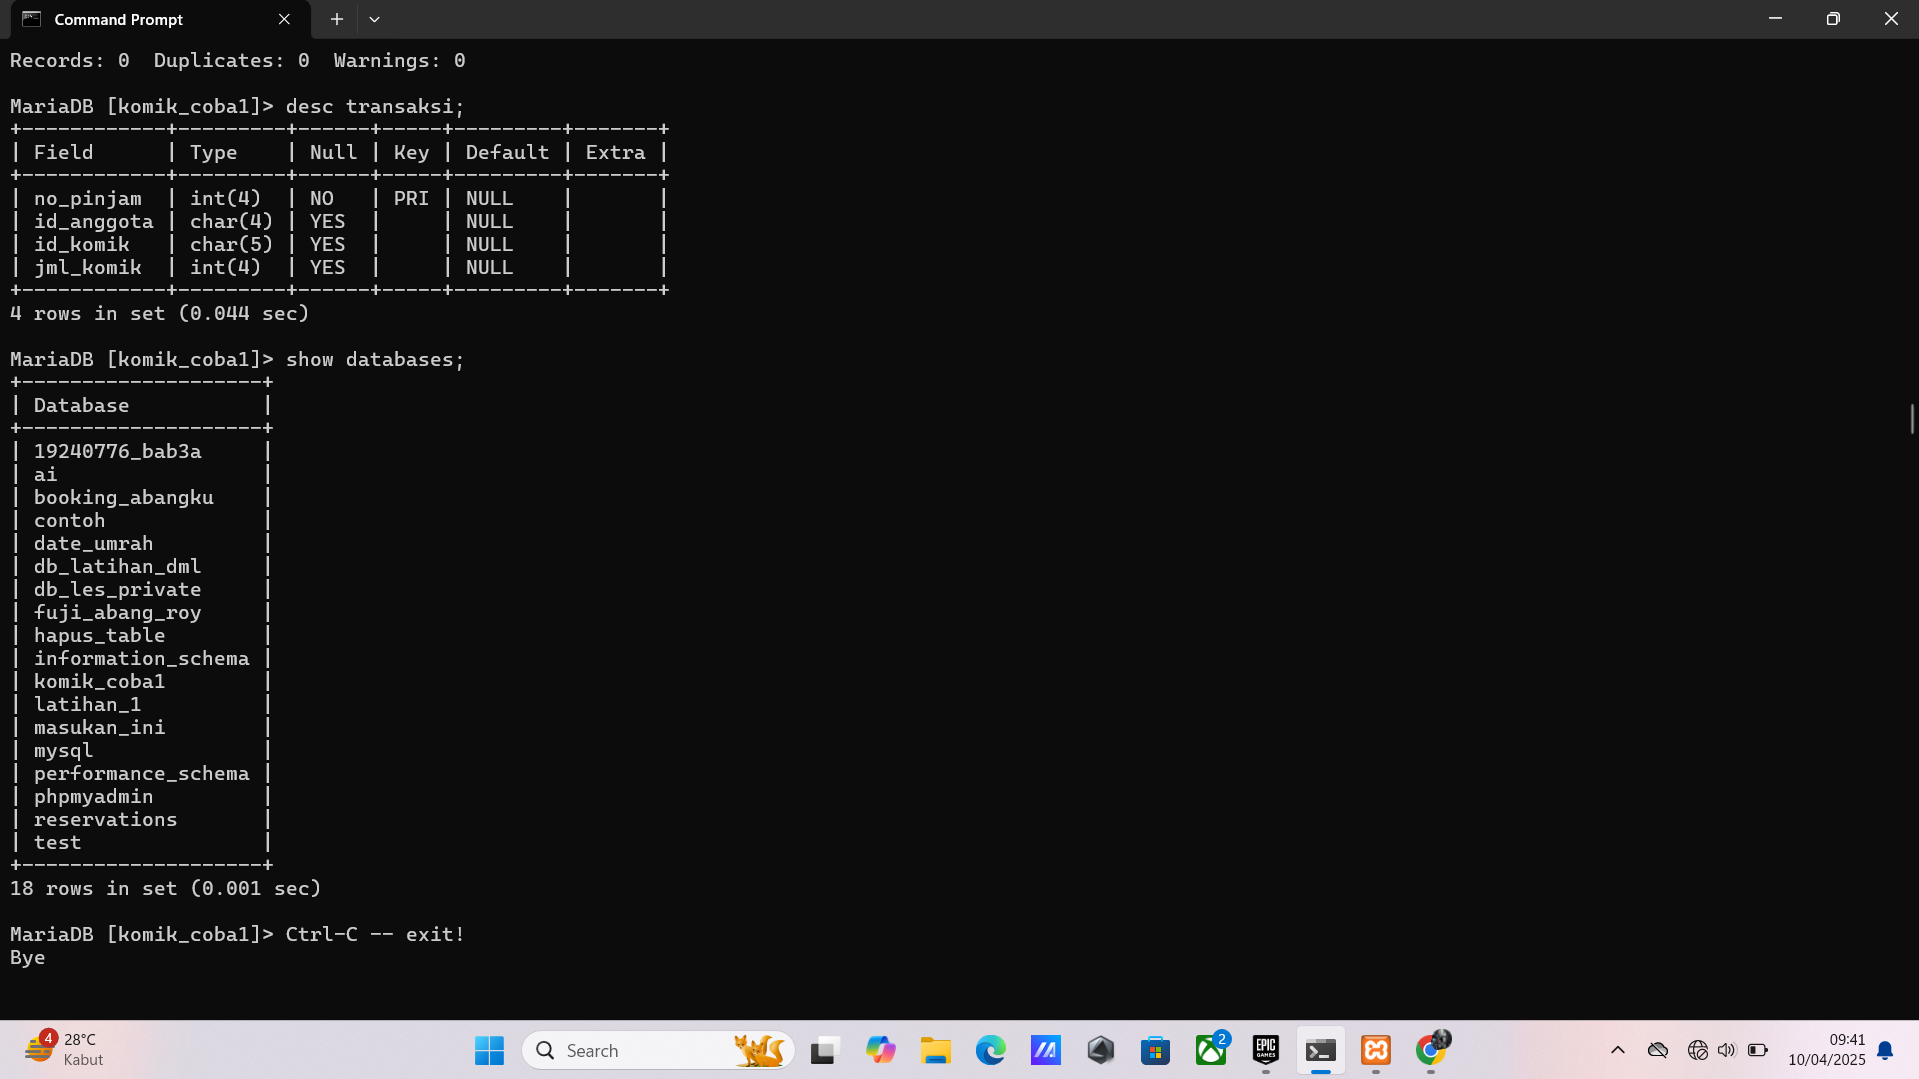 Command Prompt
Records: 0  Duplicates: 0  Warnings: 0
MariaDB [komik_coba1]> desc transaksi;
+------------+---------+------+-----+---------+-------+
| Field      | Type    | Null | Key | Default | Extra |
+------------+---------+------+-----+---------+-------+
| no_pinjam  | int(4)  | NO   | PRI | NULL    |       |
| id_anggota | char(4) | YES  |     | NULL    |       |
| id_komik   | char(5) | YES  |     | NULL    |       |
| jml_komik  | int(4)  | YES  |     | NULL    |       |
+------------+---------+------+-----+---------+-------+
4 rows in set (0.044 sec)
MariaDB [komik_coba1]> show databases;
+--------------------+
| Database           |
+--------------------+
| 19240776_bab3a     |
| ai                 |
| booking_abangku    |
| contoh             |
| date_umrah         |
| db_latihan_dml     |
| db_les_private     |
| fuji_abang_roy     |
| hapus_table        |
| information_schema |
| komik_coba1        |
| latihan_1          |
| masukan_ini        |
| mysql              |
| performance_schema |
| phpmyadmin         |
| reservations       |
| test               |
+--------------------+
18 rows in set (0.001 sec)
MariaDB [komik_coba1]> Ctrl-C -- exit!
Bye
4
28°C
Kabut
Search
2
EPIC
GAMES
09:41
10/04/2025